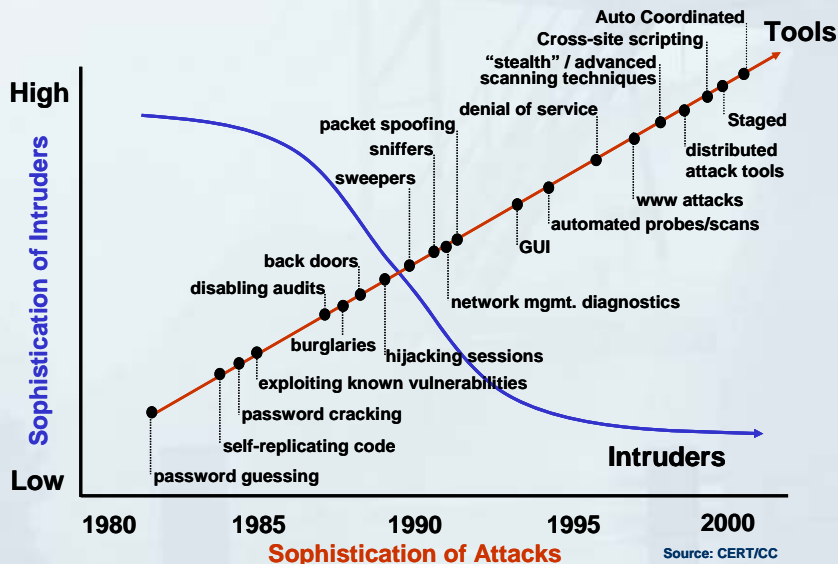 Auto Coordinated
Tools
Cross-site scripting
“stealth” / advanced
scanning techniques
High
denial of service
Staged
packet spoofing
sniffers
distributed
attack tools
sweepers
www attacks
automated probes/scans
GUI
back doors
disabling audits
network mgmt. diagnostics
burglaries
hijacking sessions
exploiting known vulnerabilities
password cracking
self-replicating code
Intruders
password guessing
Low
Sophistication of Intruders
1980 1985 1990 1995 2000
Sophistication of Attacks
Source: CERT/CC